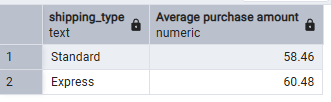 shipping_type Average purchase amount
text numeric
1 Standard 58.46
2 Express 60.48